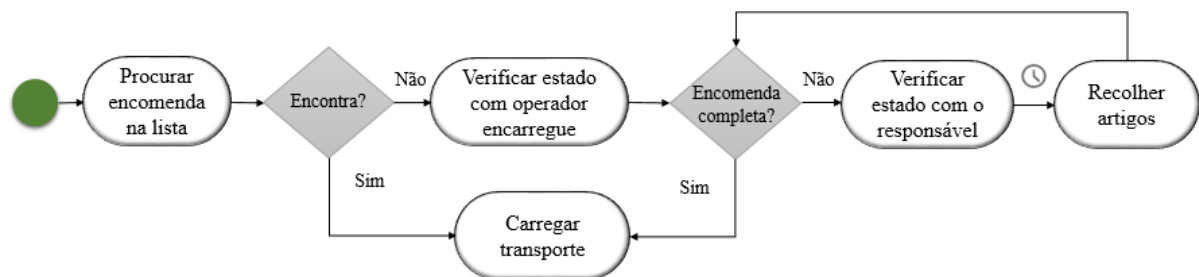 Procurar
encomenda
na lista
Encontra?
Não
Verificar estado
com operador
encarregue
Encomenda
completa?
Não
Verificar
estado com o
responsável
Recolher
artigos
Sim
Sim
Carregar
transporte